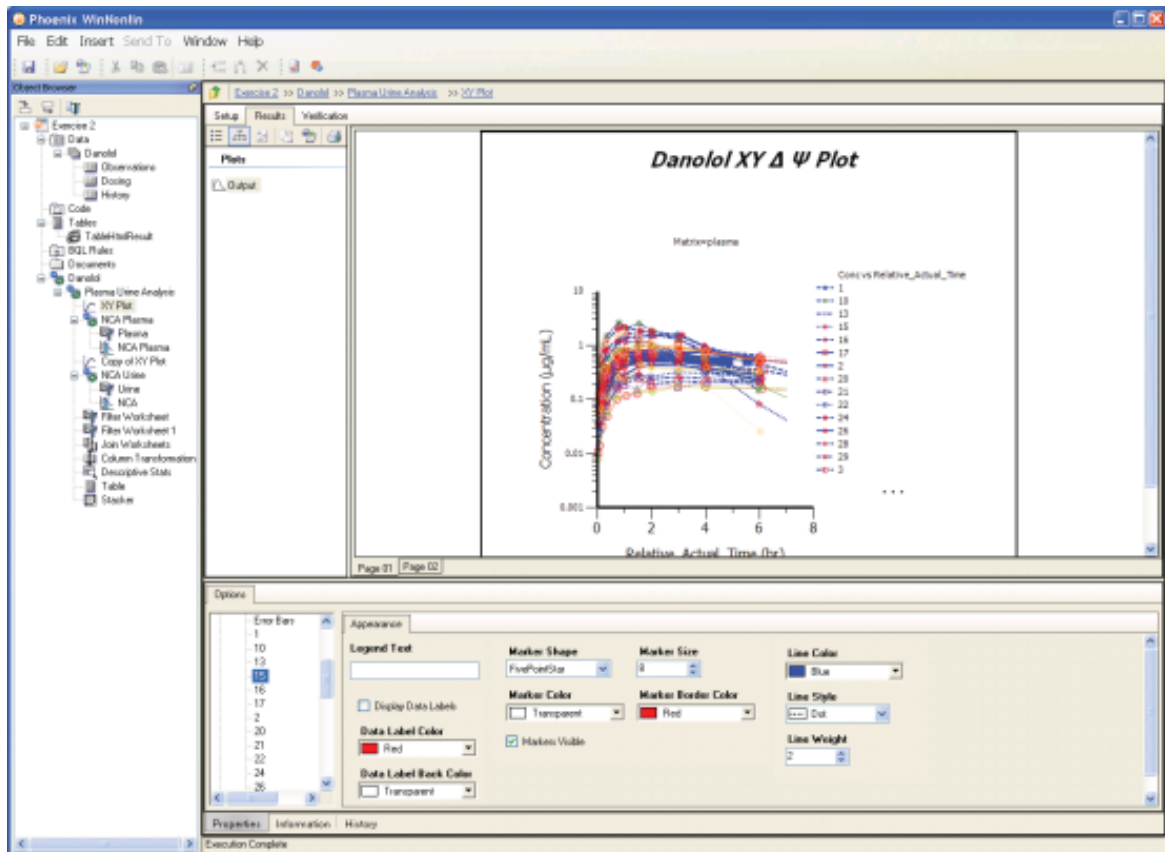 Phoenix WinNonlin
File Edit Insert Send To Window Help
Object Browser
Exercise 2
Data
Danolol
Observations
Dosing
History
Code
Tables
TableHtmlResult
BQL Rules
Documents
Danolol
Plasma Urine Analysis
XY Plot
NCA Plasma
Plasma
NCA Plasma
Copy of XY Plot
NCA Urine
Urine
NCA
Filter Worksheet
Filter Worksheet 1
Join Worksheets
Column Transformation
Descriptive Stats
Table
Stacker
Exercise 2 >> Danolol >> Plasma Urine Analysis >> XY Plot
Setup Results Verification
Plots
Output
Danolol XY Δ Ψ Plot
Matrix=plasma
Conc vs Relative_Actual_Time
1
10
13
15
16
17
2
20
21
22
24
26
28
29
3
...
Concentration (µg/mL)
10
1
0.1
0.01
0.001
0 2 4 6 8
Relative_Actual_Time (hr)
Page 01 Page 02
Options
Error Bars
1
10
13
15
16
17
2
20
21
22
24
26
Appearance
Legend Text
Display Data Labels
Data Label Color
Red
Data Label Back Color
Transparent
Marker Shape
FivePointStar
Marker Size
8
Marker Color
Transparent
Marker Border Color
Red
Markers Visible
Line Color
Blue
Line Style
Dot
Line Weight
2
Properties Information History
Execution Complete